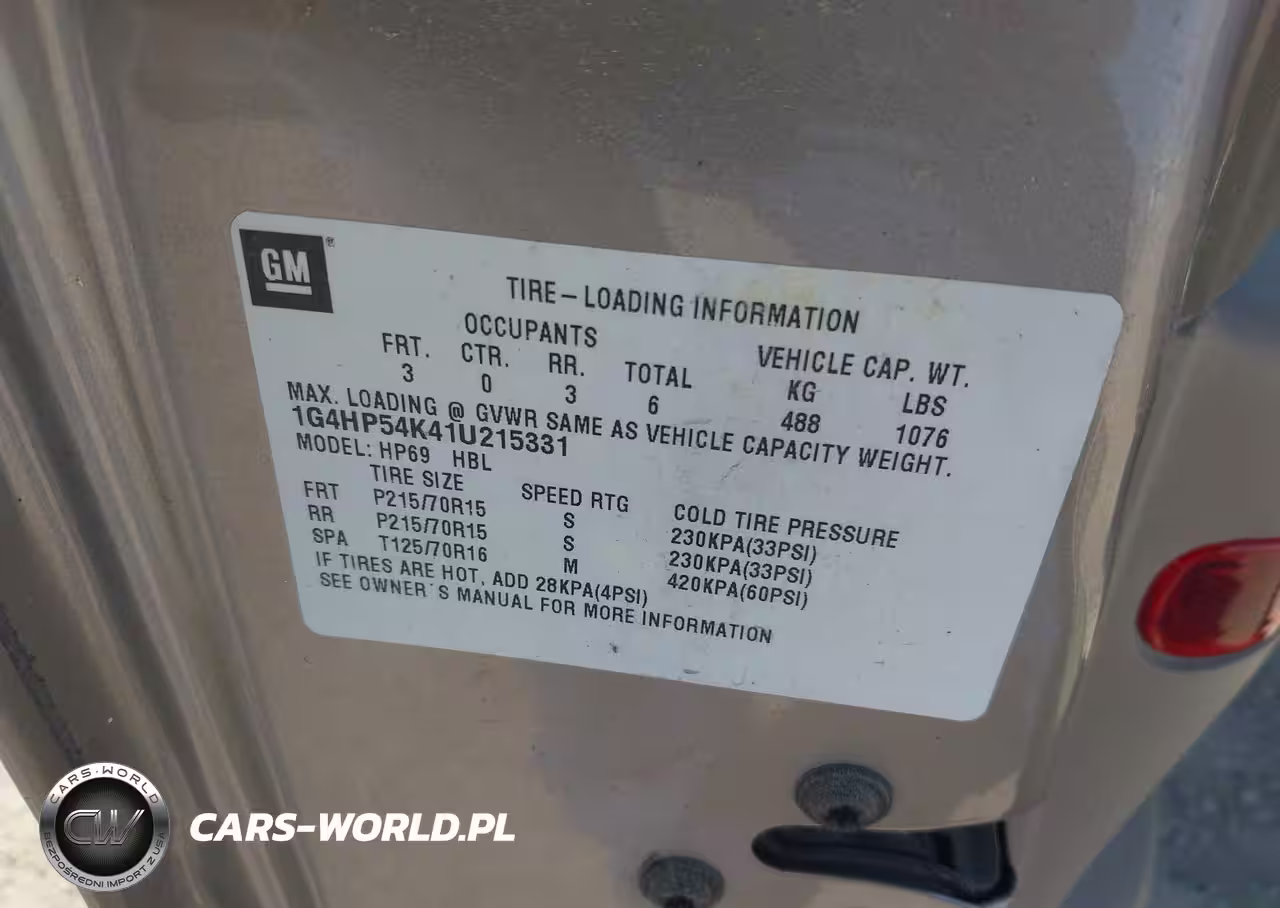 GM®
TIRE-LOADING INFORMATION
OCCUPANTS VEHICLE CAP. WT.
FRT. CTR. RR. TOTAL KG LBS
3 0 3 6 488 1076
MAX. LOADING @ GVWR SAME AS VEHICLE CAPACITY WEIGHT.
1G4HP54K41U215331
MODEL: HP69 HBL
TIRE SIZE SPEED RTG COLD TIRE PRESSURE
FRT P215/70R15 S 230KPA(33PSI)
RR P215/70R15 S 230KPA(33PSI)
SPA T125/70R16 M 420KPA(60PSI)
IF TIRES ARE HOT, ADD 28KPA(4PSI)
SEE OWNER'S MANUAL FOR MORE INFORMATION
CARS-WORLD
CW
BEZPOŚREDNI IMPORT Z USA
CARS-WORLD.PL